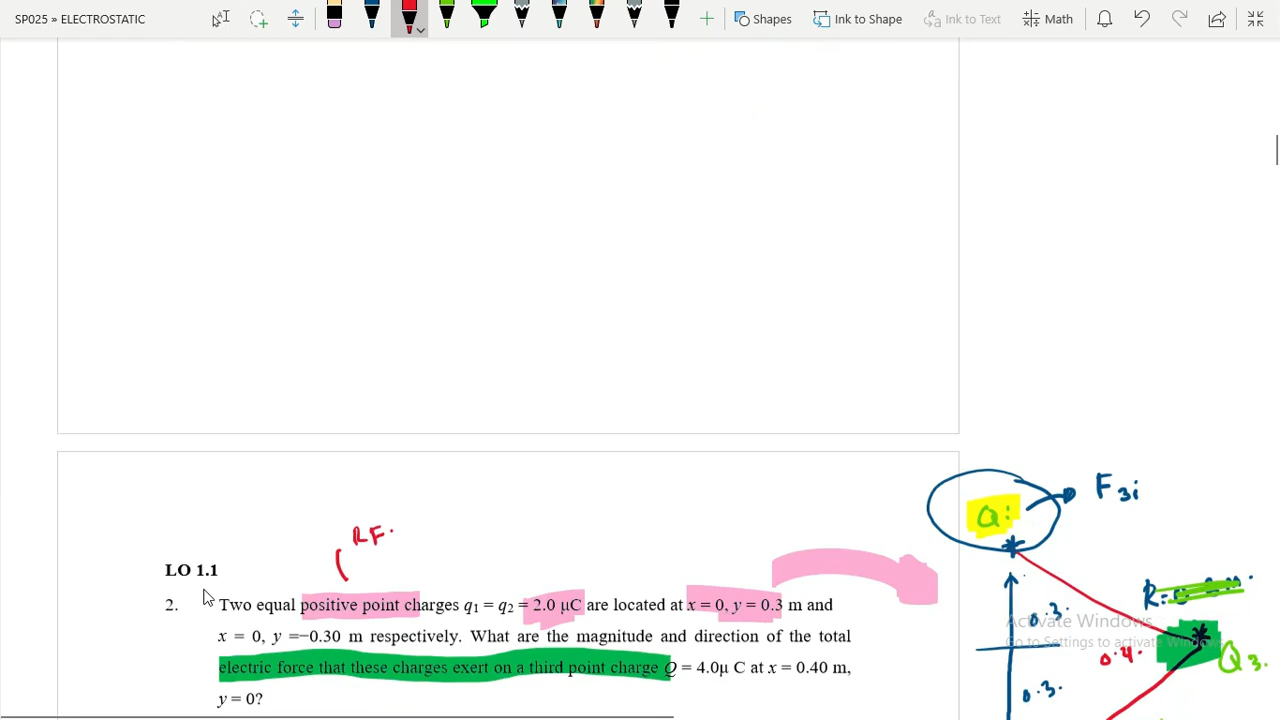 SP025 » ELECTROSTATIC
Shapes
Ink to Shape
Ink to Text
Math
F3i
Q1
RF.
LO 1.1
2. Two equal positive point charges q1 = q2 = 2.0 μC are located at x = 0, y = 0.3 m and
x = 0, y =−0.30 m respectively. What are the magnitude and direction of the total
electric force that these charges exert on a third point charge Q = 4.0μ C at x = 0.40 m,
y = 0?
R=
0.3.
Activate Windows
Go to Settings to activate Windows.
0.4.
Q3.
0.3.